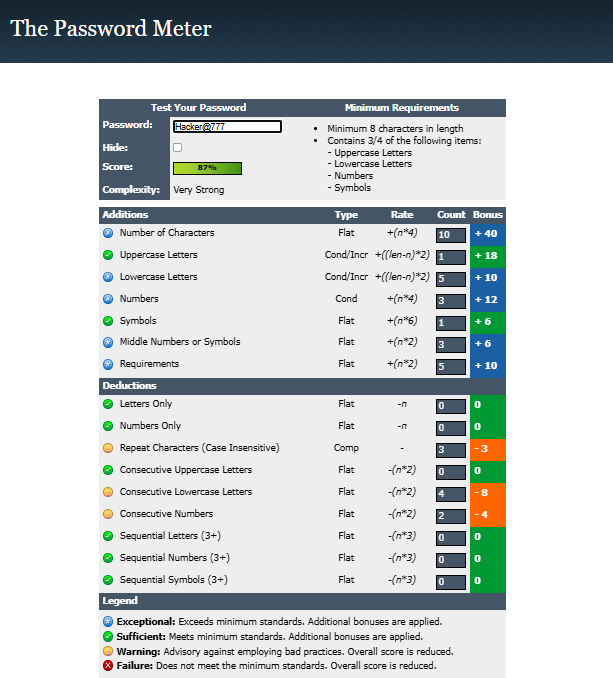 The Password Meter
Test Your Password
Minimum Requirements
Password: Hacker@777
Hide:
Score: 87%
Complexity: Very Strong
• Minimum 8 characters in length
• Contains 3/4 of the following items:
- Uppercase Letters
- Lowercase Letters
- Numbers
- Symbols
Additions Type Rate Count Bonus
Number of Characters Flat +(n*4) 10 + 40
Uppercase Letters Cond/Incr +((len-n)*2) 1 + 18
Lowercase Letters Cond/Incr +((len-n)*2) 5 + 10
Numbers Cond +(n*4) 3 + 12
Symbols Flat +(n*6) 1 + 6
Middle Numbers or Symbols Flat +(n*2) 3 + 6
Requirements Flat +(n*2) 5 + 10
Deductions
Letters Only Flat -n 0 0
Numbers Only Flat -n 0 0
Repeat Characters (Case Insensitive) Comp - 3 - 3
Consecutive Uppercase Letters Flat -(n*2) 0 0
Consecutive Lowercase Letters Flat -(n*2) 4 - 8
Consecutive Numbers Flat -(n*2) 2 - 4
Sequential Letters (3+) Flat -(n*3) 0 0
Sequential Numbers (3+) Flat -(n*3) 0 0
Sequential Symbols (3+) Flat -(n*3) 0 0
Legend
Exceptional: Exceeds minimum standards. Additional bonuses are applied.
Sufficient: Meets minimum standards. Additional bonuses are applied.
Warning: Advisory against employing bad practices. Overall score is reduced.
Failure: Does not meet the minimum standards. Overall score is reduced.